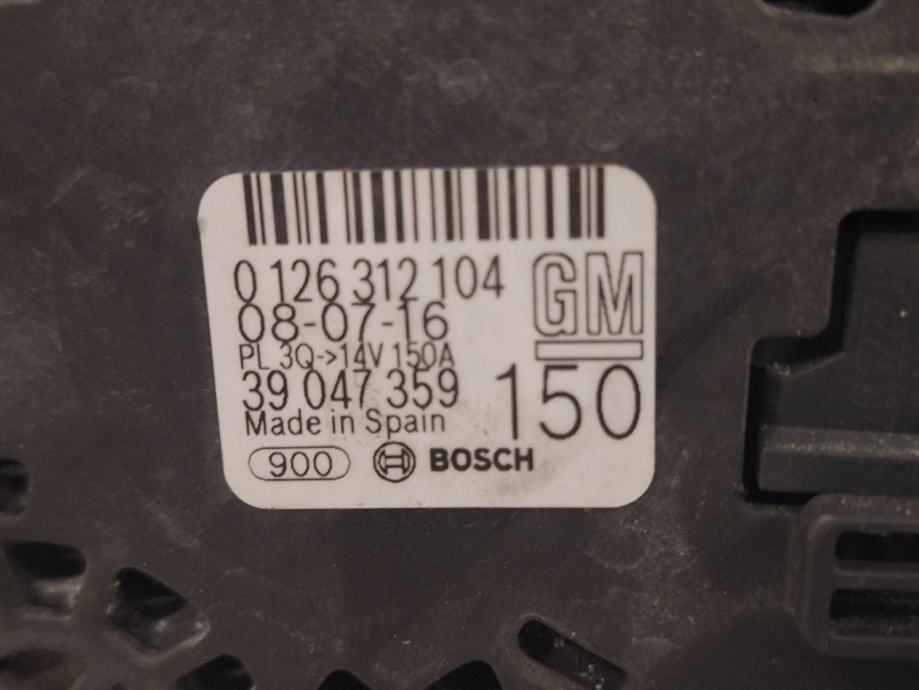 0 126 312 104
GM
08-07-16
PL 3Q->14V 150A
39 047 359
150
Made in Spain
900
BOSCH